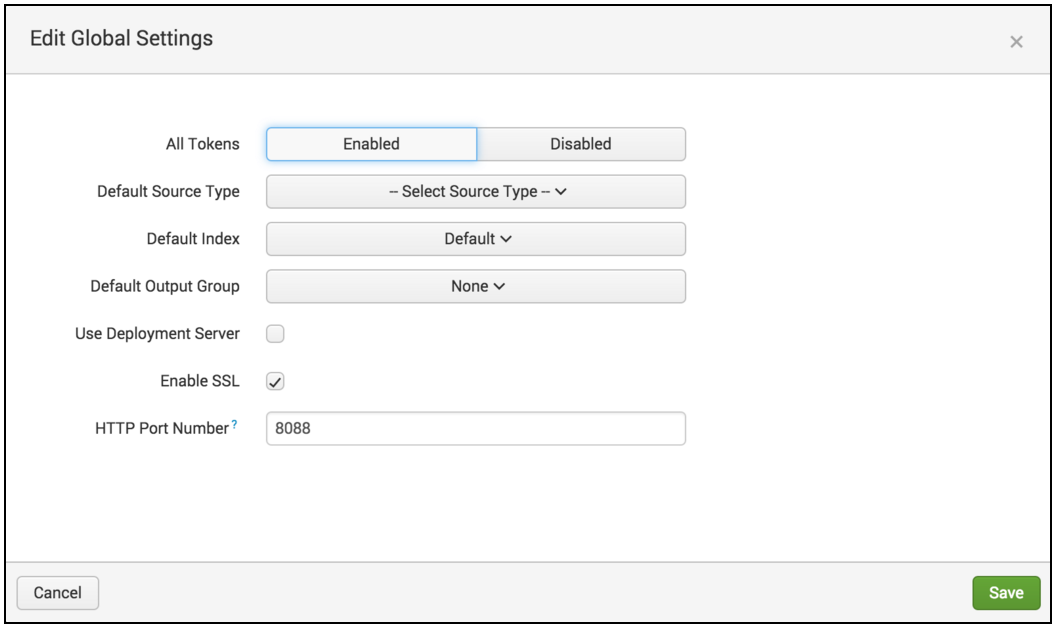 Edit Global Settings ×
All Tokens Enabled Disabled
Default Source Type -- Select Source Type --
Default Index Default
Default Output Group None
Use Deployment Server
Enable SSL
HTTP Port Number ? 8088
Cancel Save